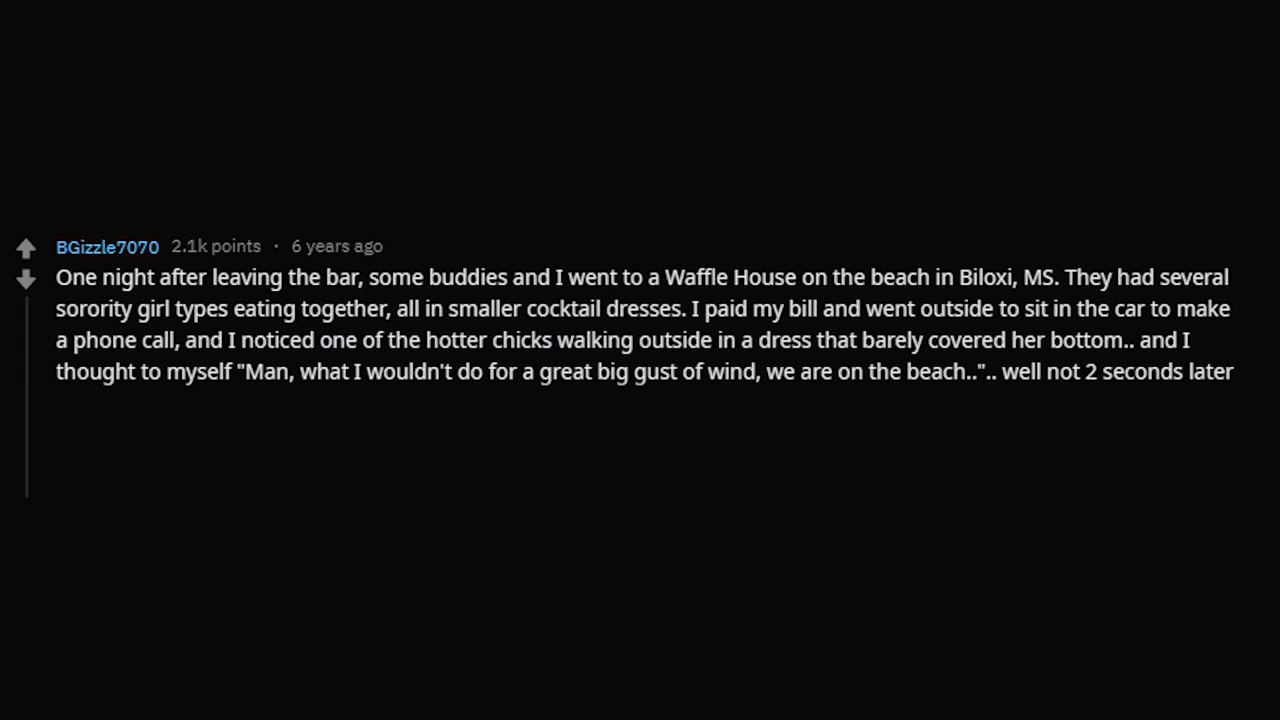 BGizzle7070 2.1k points · 6 years ago
One night after leaving the bar, some buddies and I went to a Waffle House on the beach in Biloxi, MS. They had several
sorority girl types eating together, all in smaller cocktail dresses. I paid my bill and went outside to sit in the car to make
a phone call, and I noticed one of the hotter chicks walking outside in a dress that barely covered her bottom.. and I
thought to myself "Man, what I wouldn't do for a great big gust of wind, we are on the beach..".. well not 2 seconds later